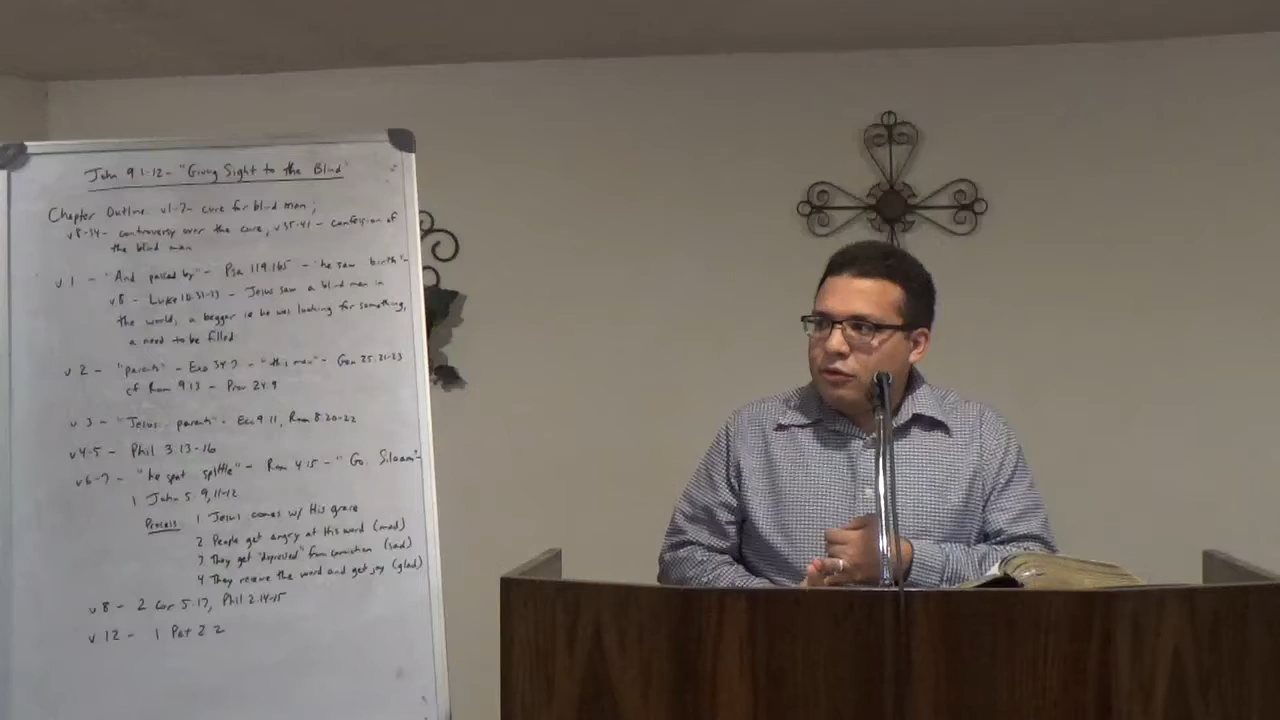 John 9:1-12 - "Giving Sight to the Blind"
Chapter Outline: v1-7 - cure for blind man;
v8-34 - controversy over the cure, v35-41 - confession of
the blind man
v 1 - "And passed by" - Psa 119:165 - "he saw birth" -
v8 - Luke 10:31-33 - Jesus saw a blind man in
the world, a beggar ie he was looking for something,
a need to be filled
v 2 - "parents" - Exo 34:7 - "this man" - Gen 25:21-23
cf Rom 9:13 - Prov 24:9
v 3 - "Jesus parents" - Ecc 9:11, Rom 8:20-22
v4-5 - Phil 3:13-16
v6-7 - "he spat spittle" - Rom 4:15 - "Go Siloam" -
1 John 5:9, 11-12
Process: 1 Jesus comes w/ His grace
2 People get angry at His word (mad)
3 They get "depressed" from conviction (sad)
4 They receive the word and get joy (glad)
v8 - 2 Cor 5:17, Phil 2:14-15
v 12 - 1 Pet 2:2